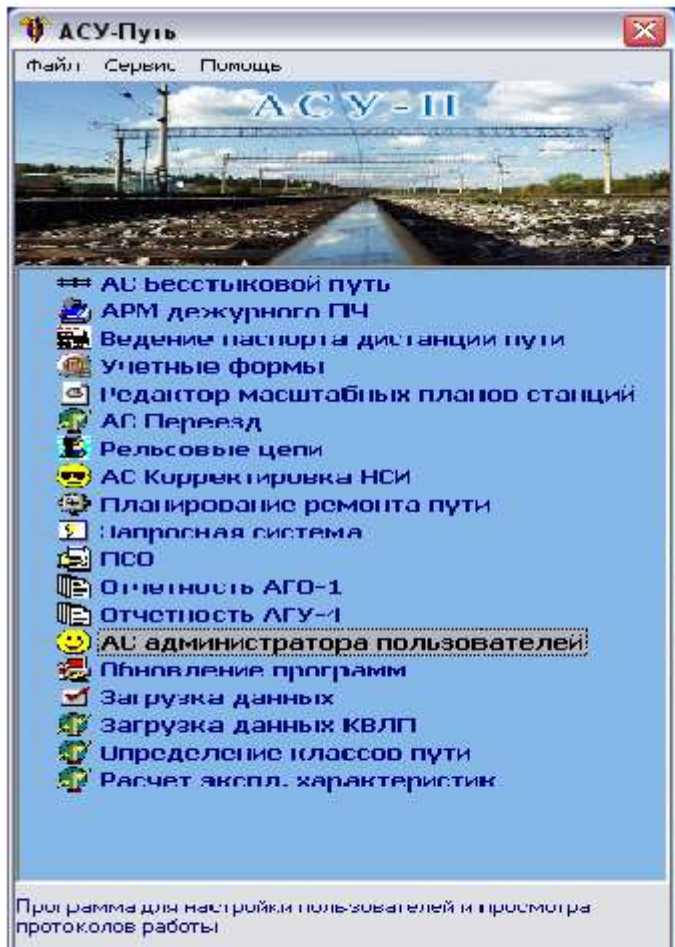 АСУ-Путь
Файл Сервис Помощь
АСУ-П
АС Бесстыковой путь
АРМ дежурного ПЧ
Ведение паспорта дистанции пути
Учетные формы
Редактор масштабных планов станций
АС Переезд
Рельсовые цепи
АС Корректировка НСИ
Планирование ремонта пути
Запросная система
ПСО
Отчетность АГО-1
Отчетность АГУ-4
АС администратора пользователей
Обновление программ
Загрузка данных
Загрузка данных КВЛП
Определение классов пути
Расчет экспл. характеристик
Программа для настройки пользователей и просмотра
протоколов работы